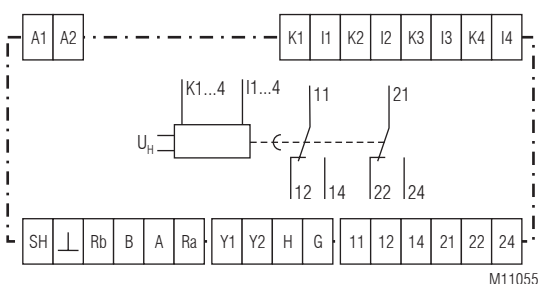 A1 A2 K1 I1 K2 I2 K3 I3 K4 I4
K1...4 I1...4 11 21
UH
12 14 22 24
SH ⊥ Rb B A Ra Y1 Y2 H G 11 12 14 21 22 24
M11055